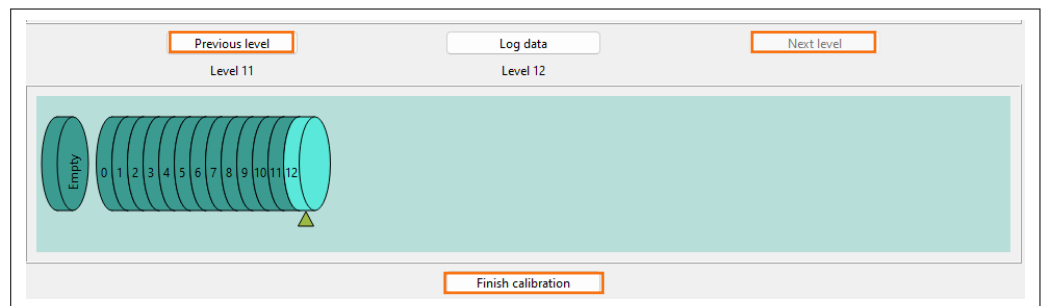 Previous level Log data Next level
Level 11 Level 12
Empty 0 1 2 3 4 5 6 7 8 9 10 11 12
Finish calibration